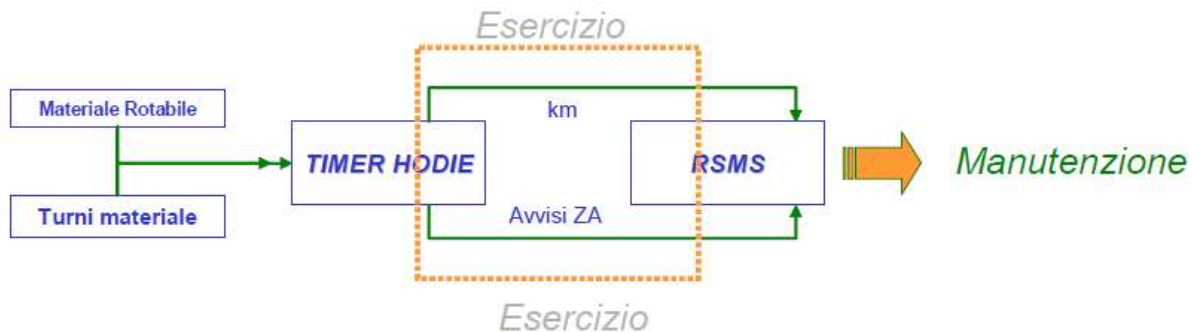 Esercizio
Materiale Rotabile
km
TIMER HODIE
RSMS
Manutenzione
Turni materiale
Avvisi ZA
Esercizio